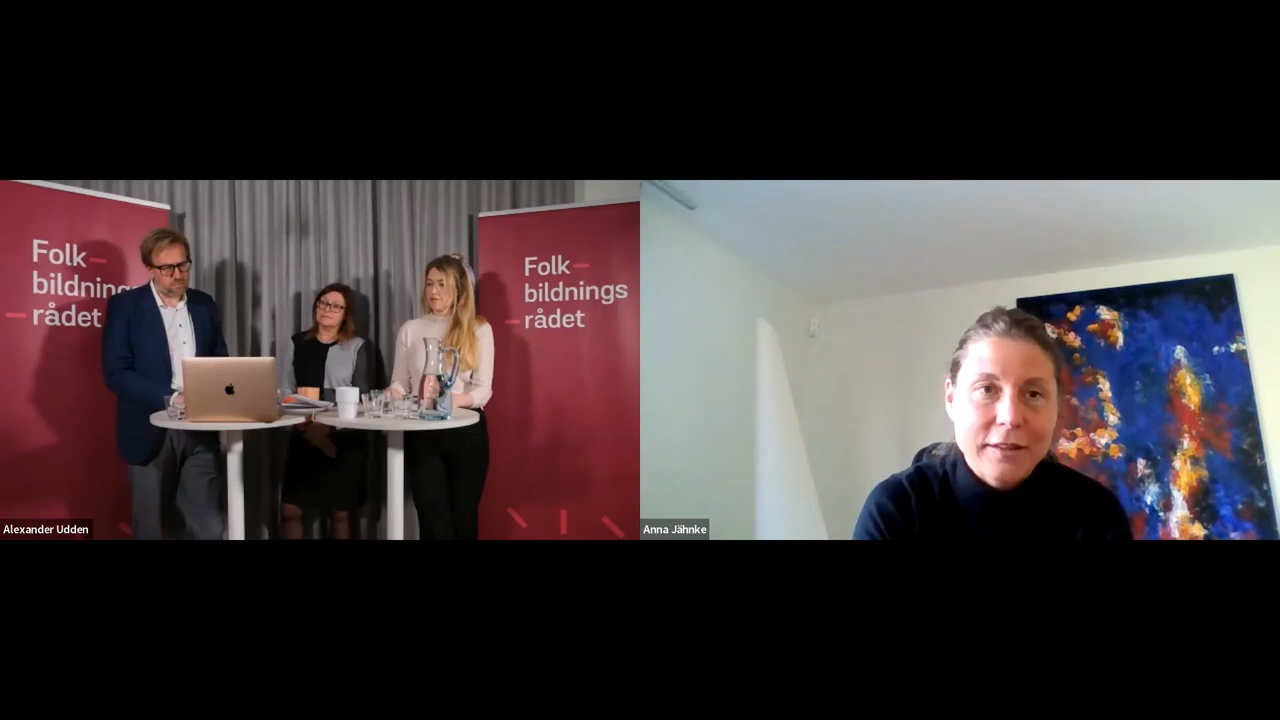 Folk
bildnings
rådet
Folk
bildnings
rådet
Alexander Udden
Anna Jähnke